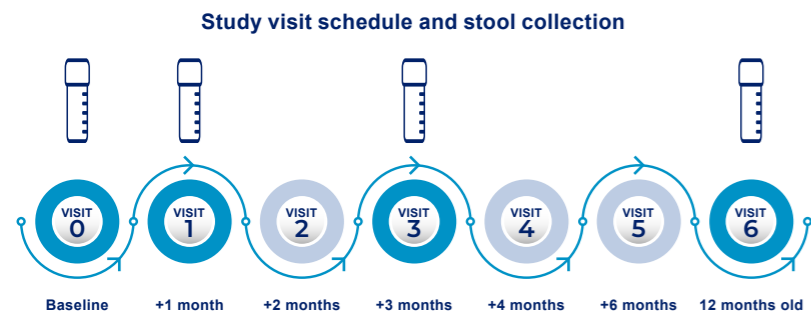 Study visit schedule and stool collection
VISIT
0
VISIT
1
VISIT
2
VISIT
3
VISIT
4
VISIT
5
VISIT
6
Baseline
+1 month
+2 months
+3 months
+4 months
+6 months
12 months old